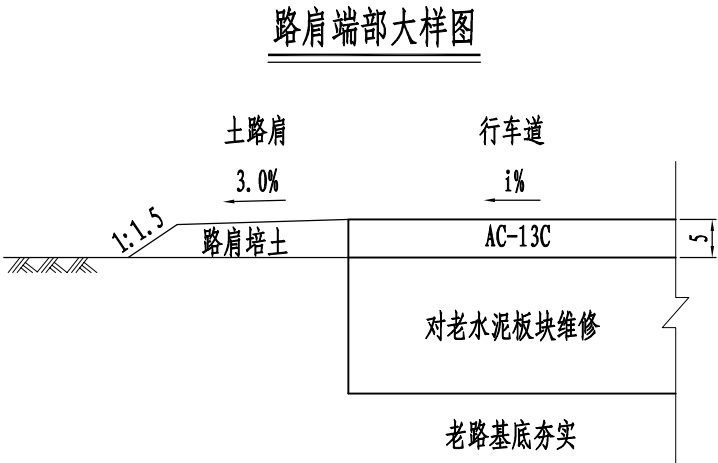 路肩端部大样图
土路肩
行车道
3.0%
i%
1:1.5
路肩培土
AC-13C
5
对老水泥板块维修
老路基底夯实